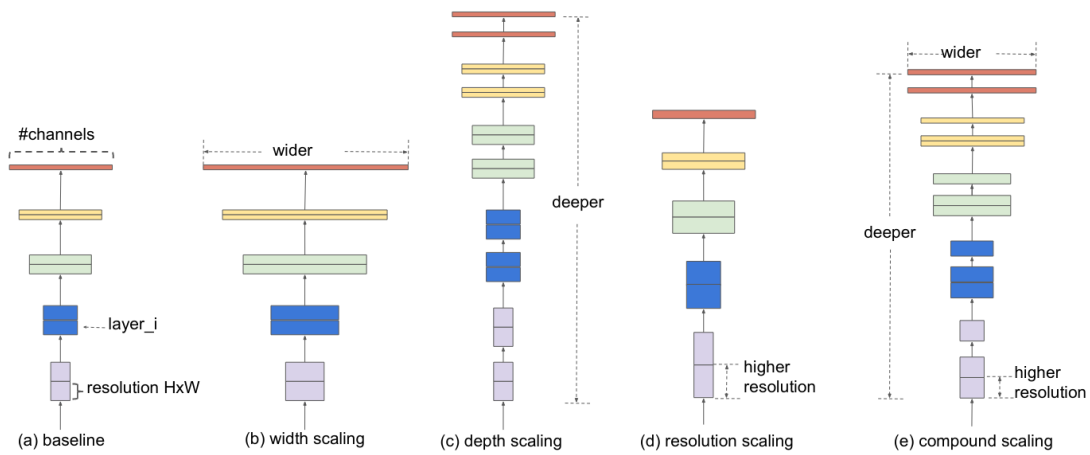 #channels
layer_i
resolution HxW
(a) baseline
wider
(b) width scaling
deeper
(c) depth scaling
higher
resolution
(d) resolution scaling
wider
deeper
higher
resolution
(e) compound scaling